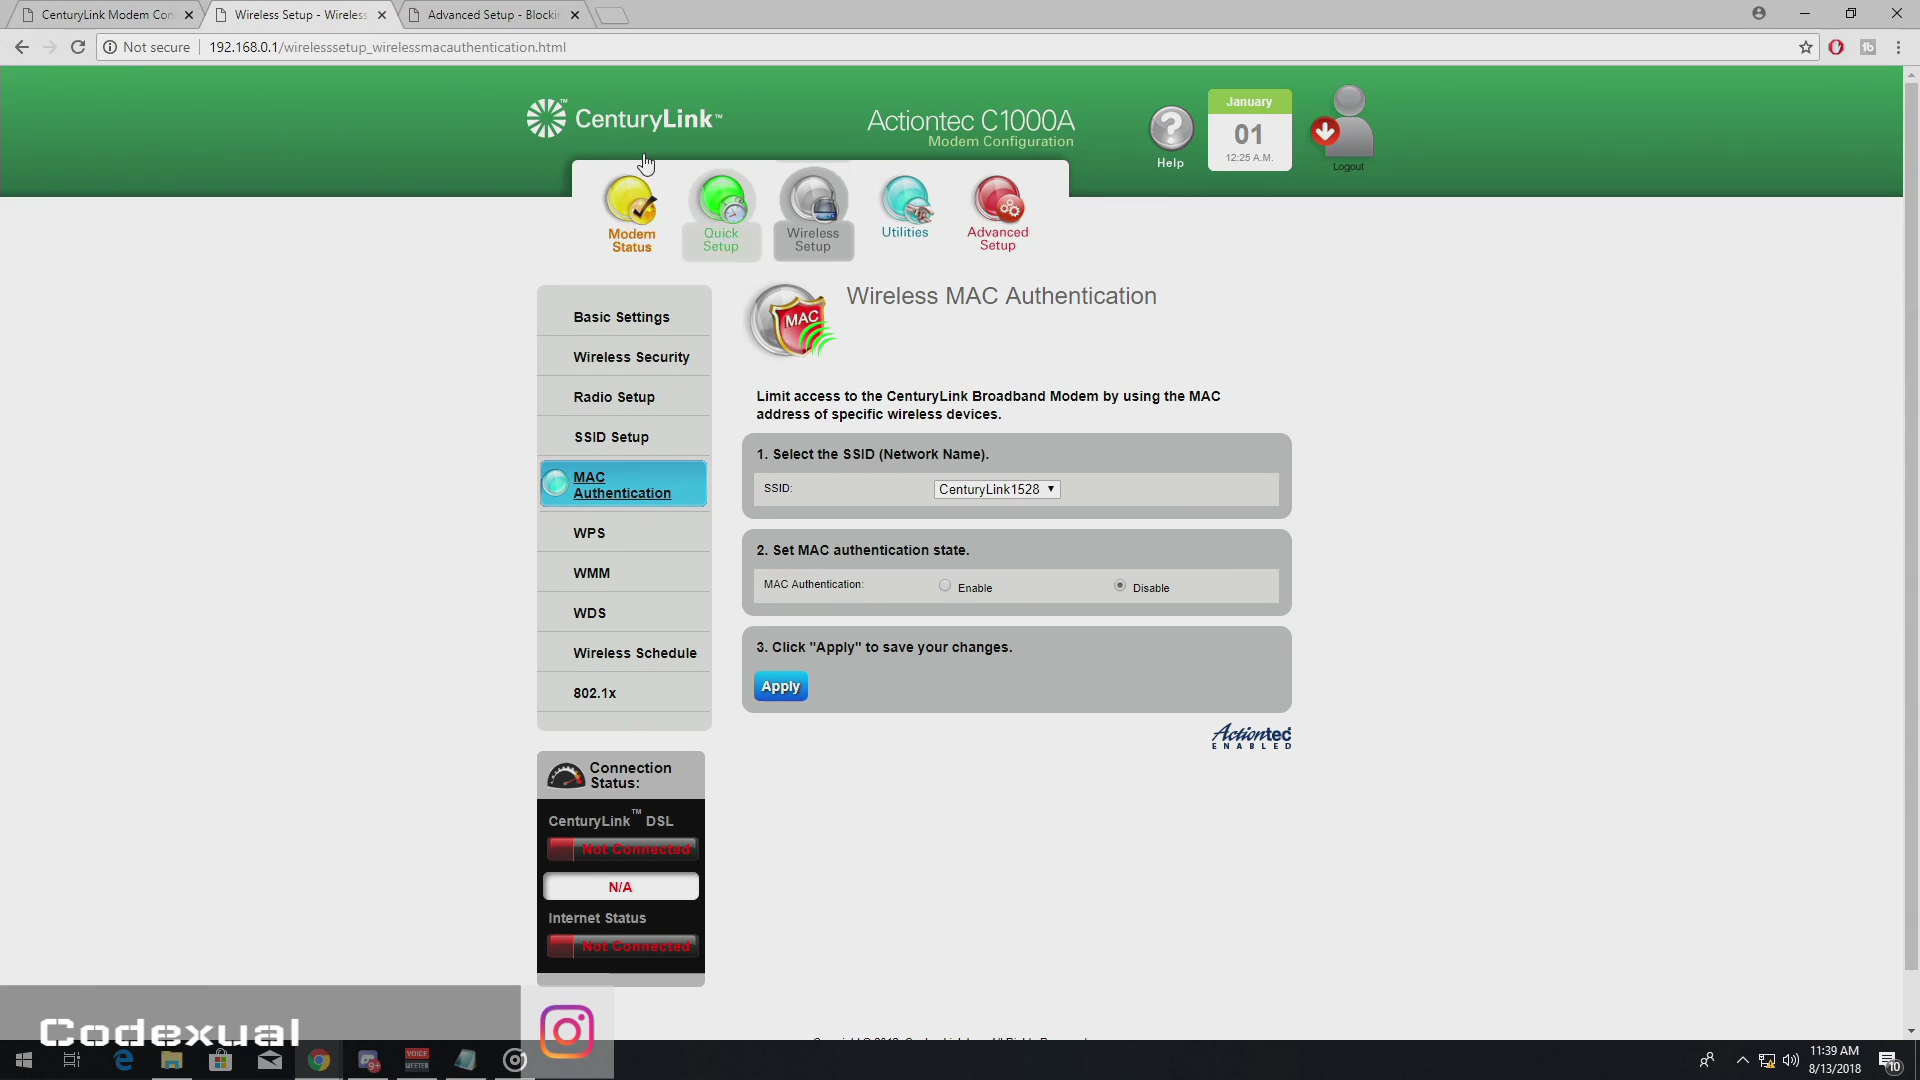 CenturyLink Modem Con
Wireless Setup - Wireless
Advanced Setup - Blockin
Not secure
192.168.0.1/wirelesssetup_wirelessmacauthentication.html
CenturyLink™
Actiontec C1000A
Modem Configuration
Help
January
01
12:25 A.M.
Logout
Modem
Status
Quick
Setup
Wireless
Setup
Utilities
Advanced
Setup
Basic Settings
Wireless Security
Radio Setup
SSID Setup
MAC
Authentication
WPS
WMM
WDS
Wireless Schedule
802.1x
MAC
Wireless MAC Authentication
Limit access to the CenturyLink Broadband Modem by using the MAC
address of specific wireless devices.
1. Select the SSID (Network Name).
SSID:
CenturyLink1528
2. Set MAC authentication state.
MAC Authentication:
Enable
Disable
3. Click "Apply" to save your changes.
Apply
Actiontec
ENABLED
Connection
Status:
CenturyLink™ DSL
Not Connected
N/A
Internet Status
Not Connected
Codexual
VOICE
MEETER
11:39 AM
8/13/2018
10